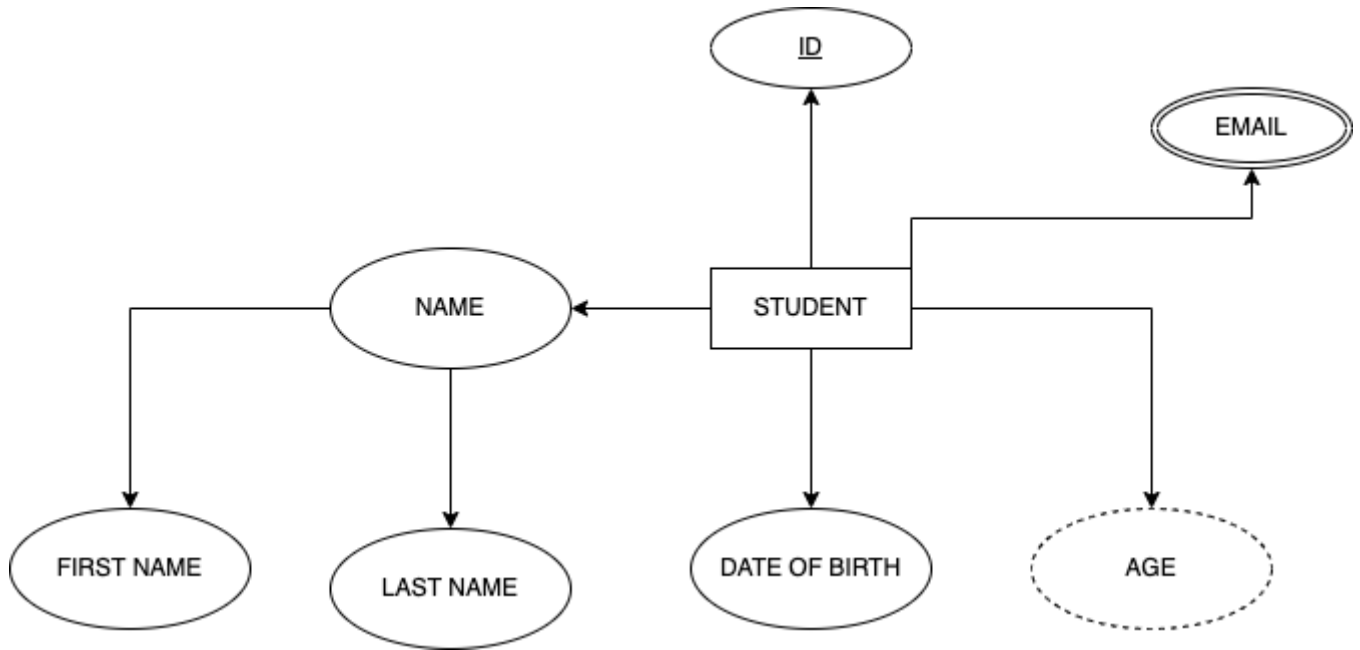 ID
EMAIL
NAME
STUDENT
FIRST NAME
LAST NAME
DATE OF BIRTH
AGE